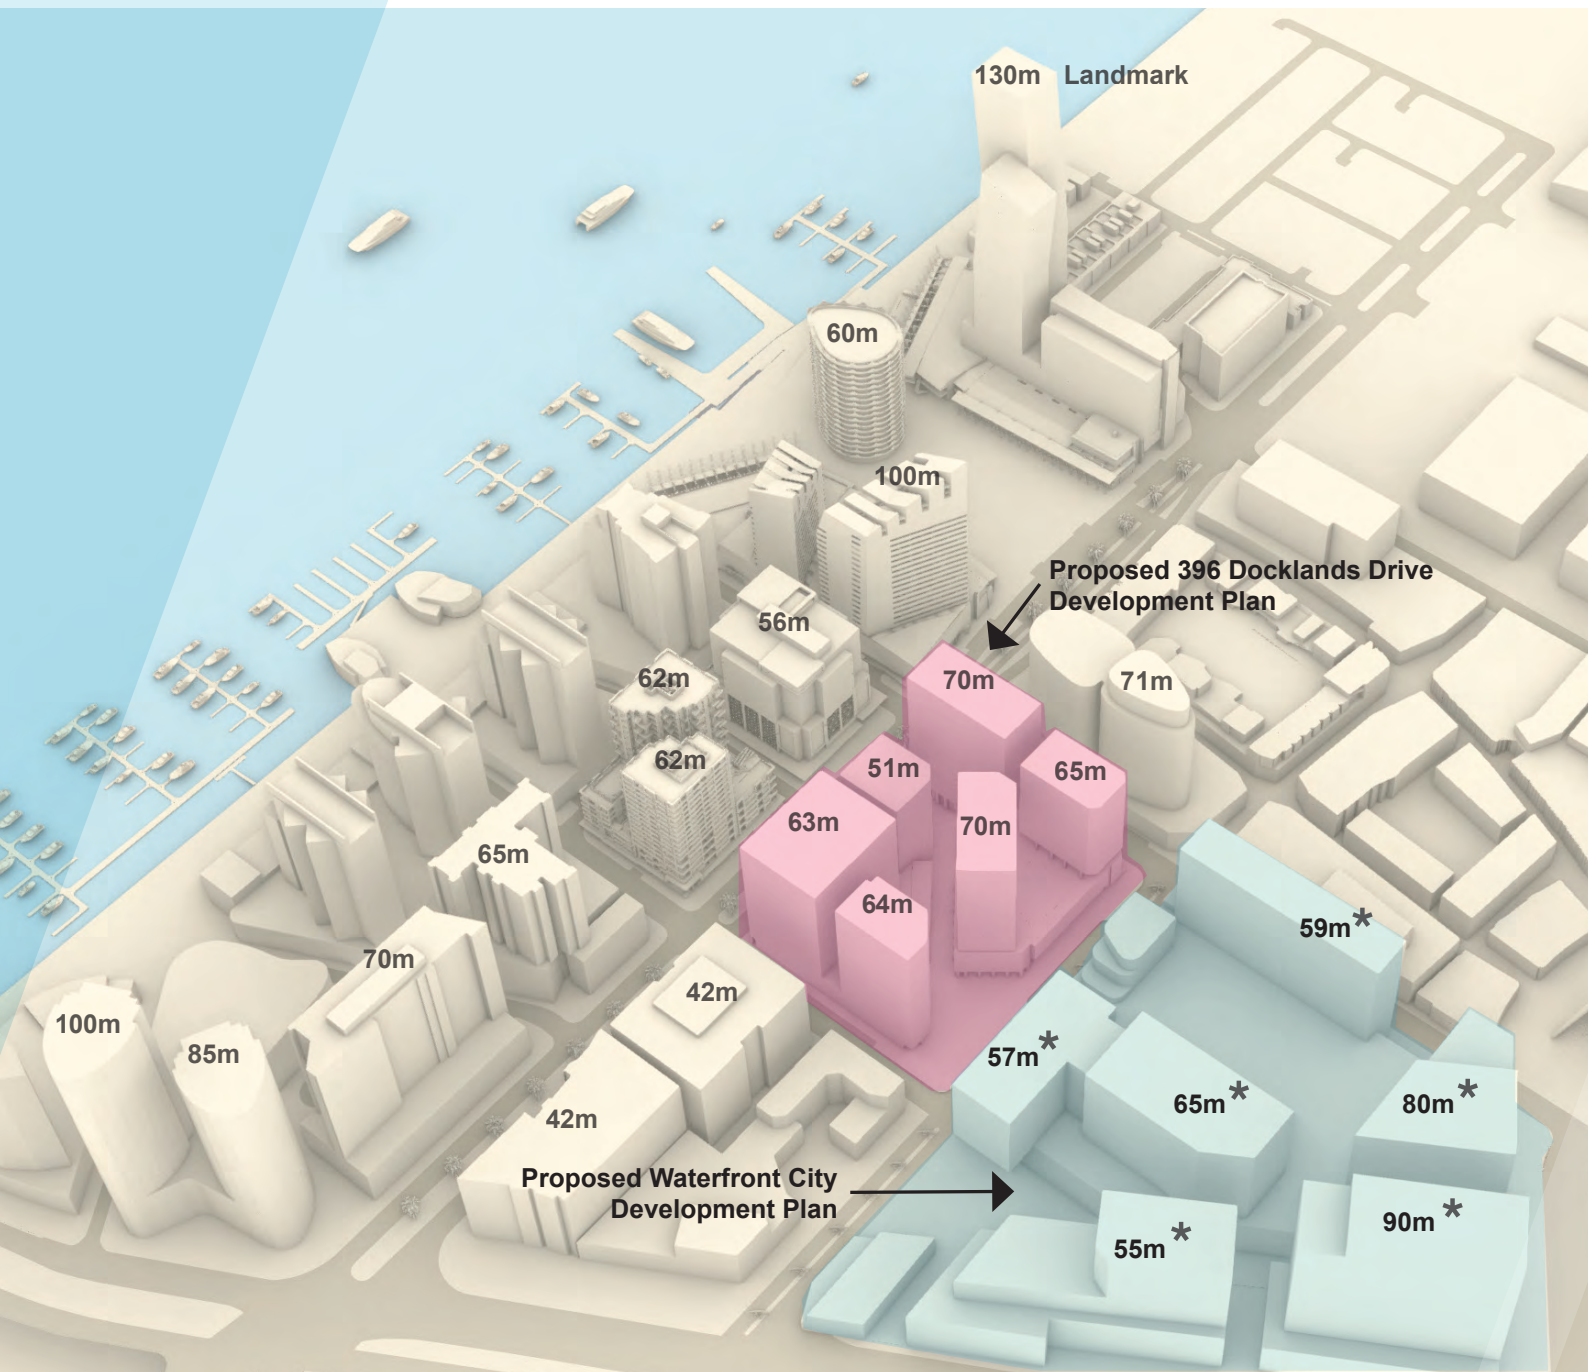 130m Landmark
60m
100m
Proposed 396 Docklands Drive
Development Plan
56m
62m
70m
71m
62m
51m
65m
63m
70m
65m
64m
59m*
70m
42m
100m
85m
57m*
65m*
80m*
42m
Proposed Waterfront City
Development Plan
90m*
55m*